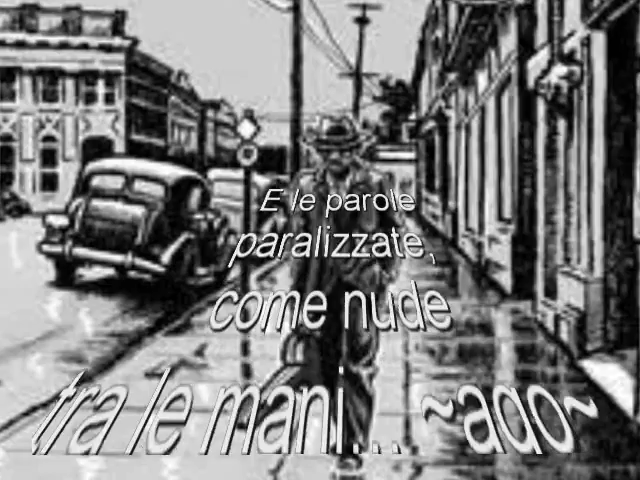 E le parole
paralizzate,
come nude
tra le mani... ~aqo~